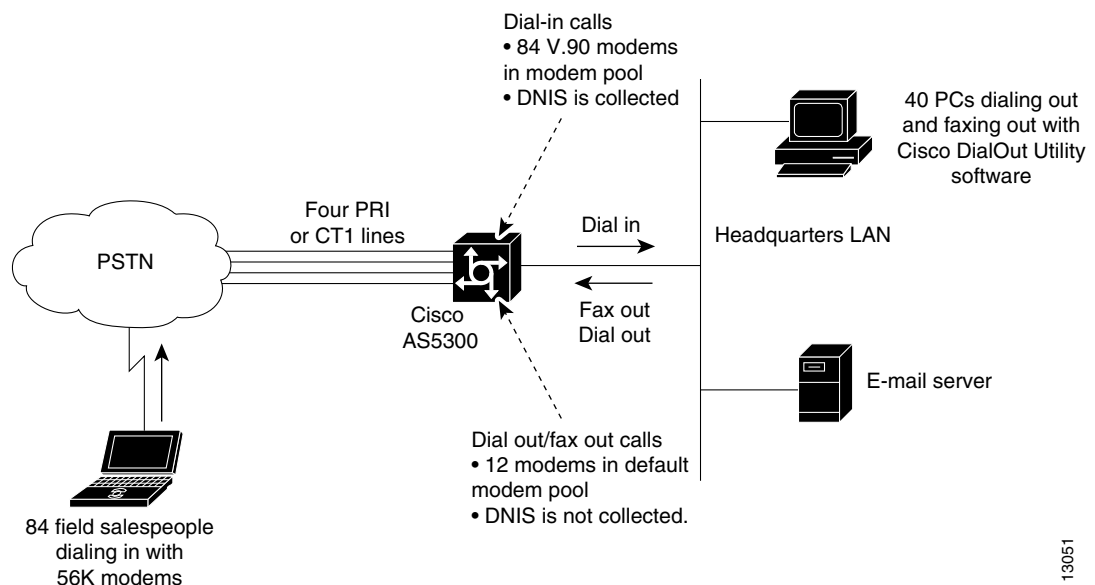 Dial-in calls
• 84 V.90 modems
in modem pool
• DNIS is collected
40 PCs dialing out
and faxing out with
Cisco DialOut Utility
software
Four PRI
or CT1 lines
Dial in
Headquarters LAN
PSTN
Cisco
AS5300
Fax out
Dial out
E-mail server
Dial out/fax out calls
• 12 modems in default
modem pool
• DNIS is not collected.
84 field salespeople
dialing in with
56K modems
13051